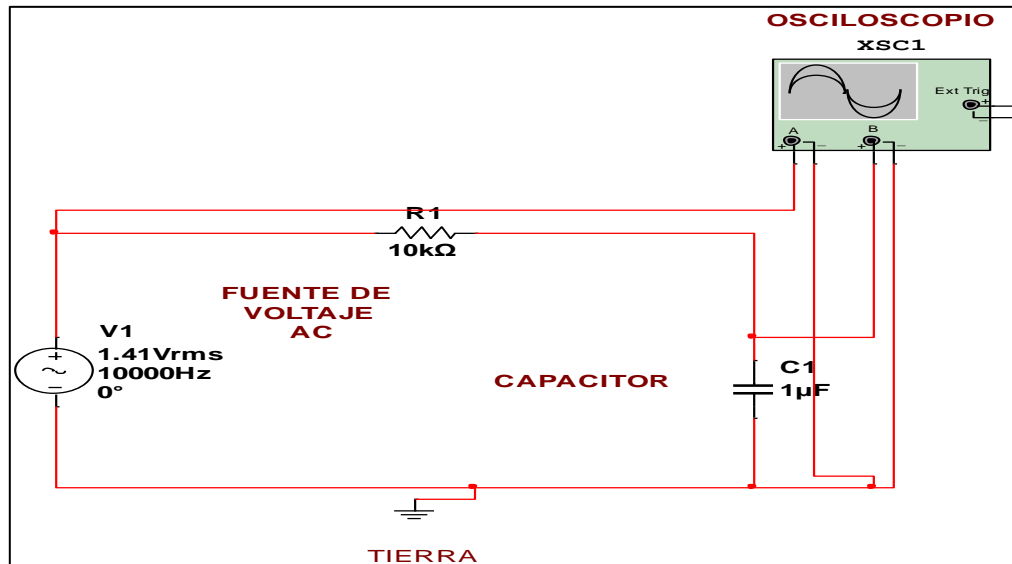 OSCILOSCOPIO
XSC1
Ext Trig
+
−
A
B
+
−
+
−
R1
10kΩ
FUENTE DE
VOLTAJE
AC
V1
+
1.41Vrms
10000Hz
−
0°
CAPACITOR
C1
1µF
TIERRA